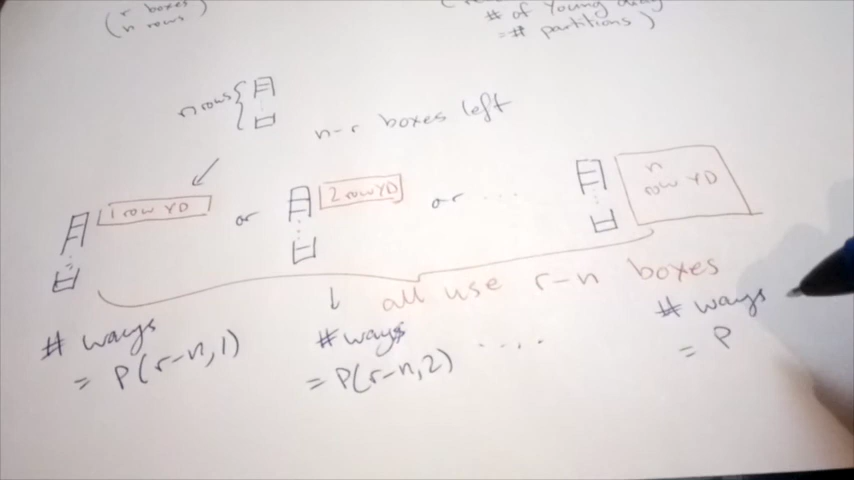 r boxes
( n rows )
# of Young
=# partitions )
n rows {
n-r boxes left
1 row YD or 2 row YD or ....
n
row YD
all use r-n boxes
# ways # ways .... # ways
= P(r-n,1) = P(r-n,2) = P